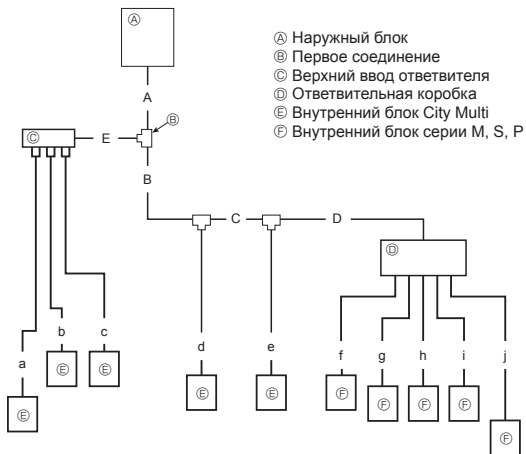 Ⓐ
Ⓐ Наружный блок
Ⓑ Первое соединение
Ⓒ Верхний ввод ответвителя
Ⓓ Ответвительная коробка
Ⓔ Внутренний блок City Multi
Ⓕ Внутренний блок серии M, S, P
A
Ⓑ
Ⓒ
E
B
C
D
Ⓓ
a
b
c
d
e
f
g
h
i
j
Ⓔ
Ⓔ
Ⓔ
Ⓔ
Ⓔ
Ⓕ
Ⓕ
Ⓕ
Ⓕ
Ⓕ